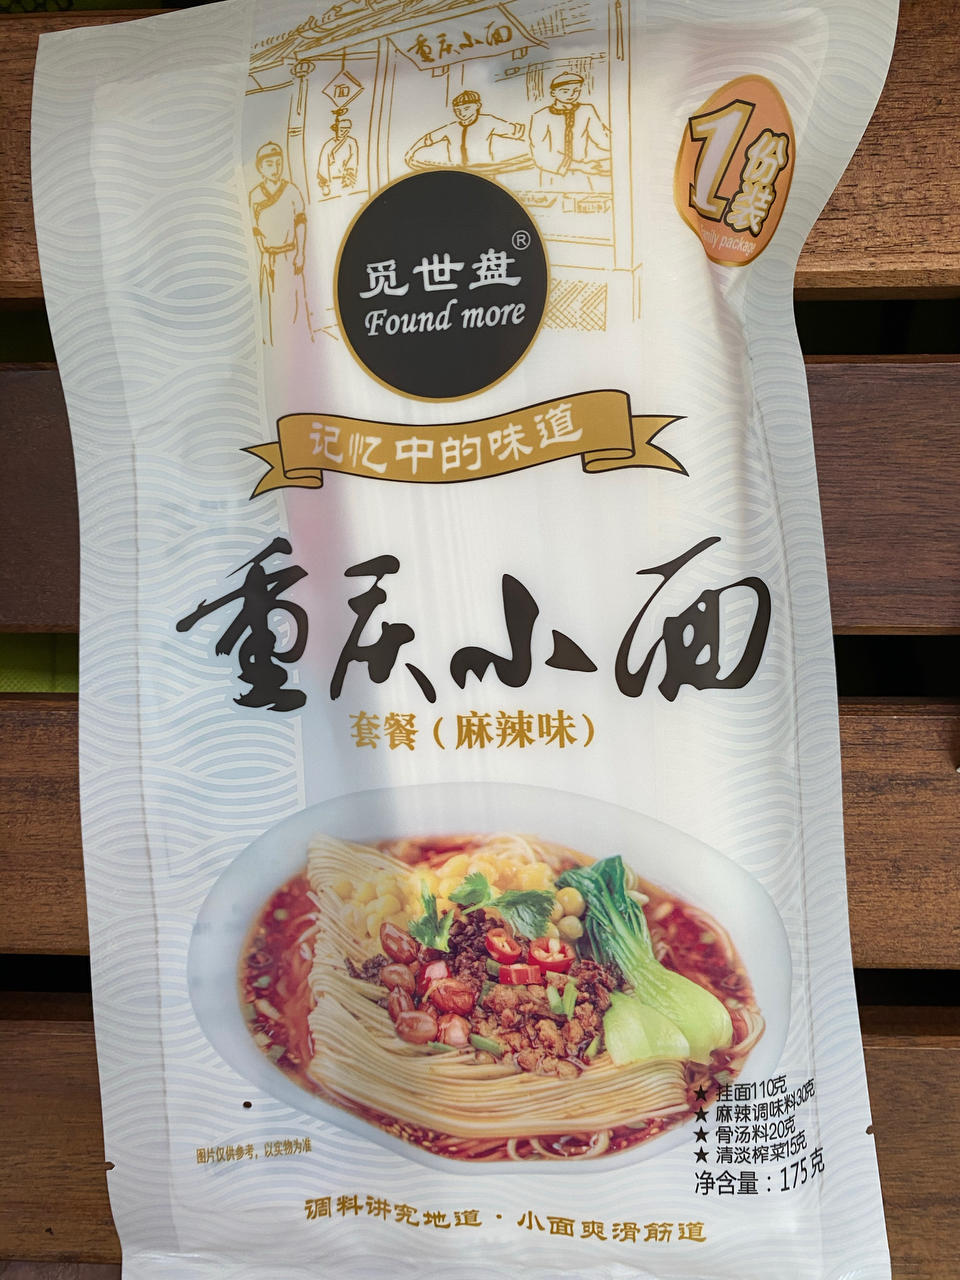 重庆小面
面
1
份装
family package
觅世盘®
Found more
记忆中的味道
重庆小面
套餐（麻辣味）
★ 挂面110克
★ 麻辣调味料30克
★ 骨汤料20克
★ 清淡榨菜15克
净含量：175克
图片仅供参考，以实物为准
调料讲究地道·小面爽滑筋道